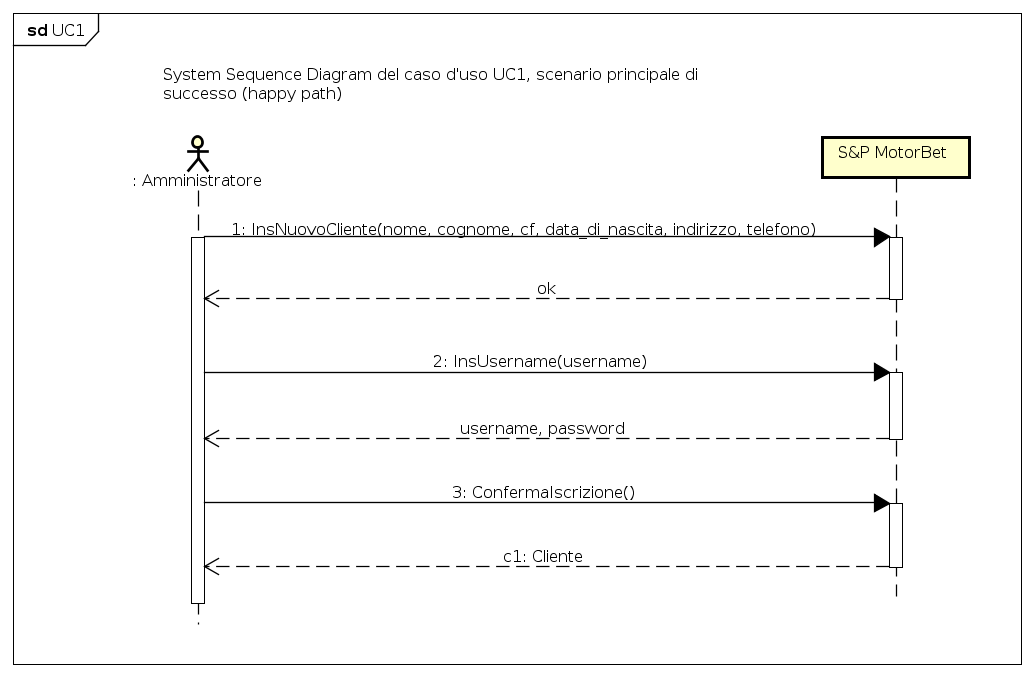 sd UC1
System Sequence Diagram del caso d'uso UC1, scenario principale di
successo (happy path)
: Amministratore
S&P MotorBet
1: InsNuovoCliente(nome, cognome, cf, data_di_nascita, indirizzo, telefono)
ok
2: InsUsername(username)
username, password
3: ConfermaIscrizione()
c1: Cliente